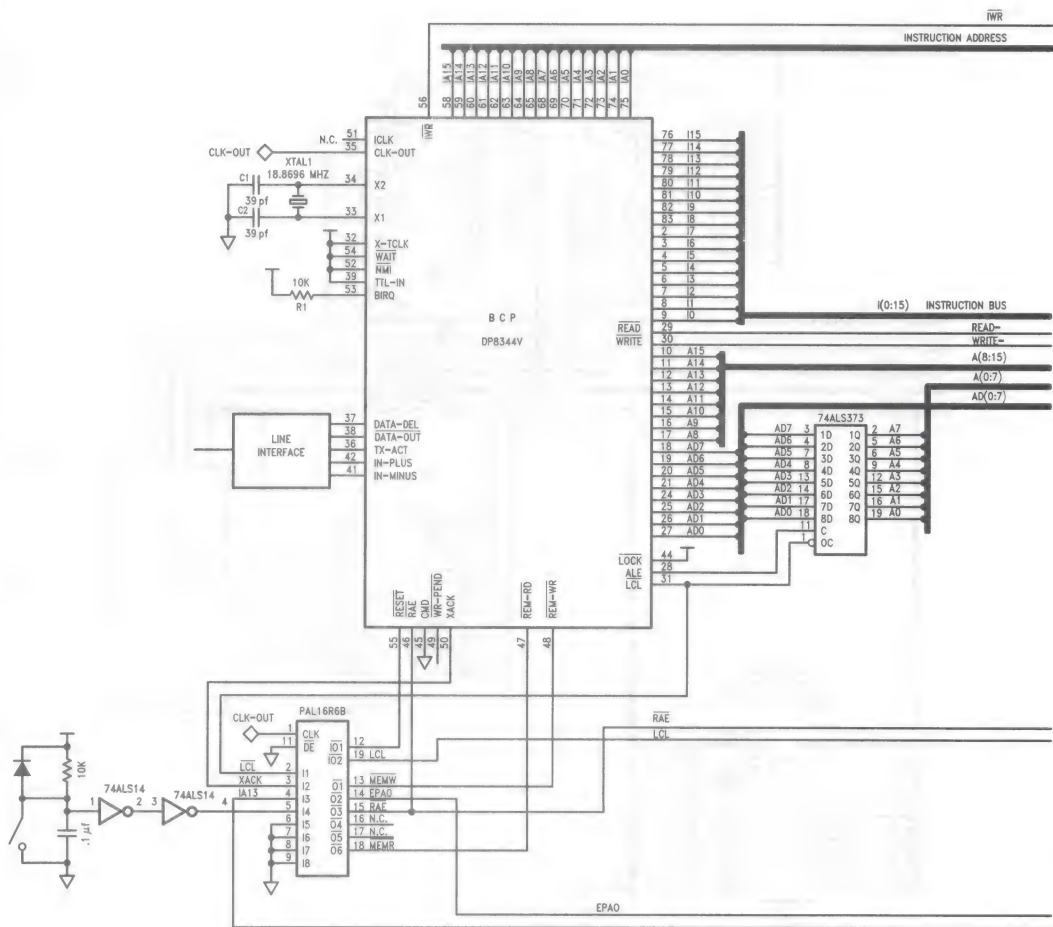 IWR
INSTRUCTION ADDRESS
IA15 IA14 IA13 IA12 IA11 IA10 IA9 IA8 IA7 IA6 IA5 IA4 IA3 IA2 IA1 IA0
56 58 59 60 61 62 63 64 65 68 69 70 71 72 73 74 75
IWR
N.C. 51 ICLK
CLK-OUT 35 CLK-OUT
XTAL1
18.8696 MHZ
C1
39 pf
34 X2
C2
39 pf
33 X1
32 X-TCLK
54 WAIT
52 NMI
39 TTL-IN
10K
R1
53 BIRQ
BCP
DP8344V
76 I15
77 I14
78 I13
79 I12
80 I11
81 I10
82 I9
83 I8
2 I7
3 I6
4 I5
5 I4
6 I3
7 I2
8 I1
9 I0
I(0:15) INSTRUCTION BUS
READ 29 READ-
WRITE 30 WRITE-
10 A15
11 A14
12 A13
13 A12
14 A11
15 A10
16 A9
17 A8
A(8:15)
A(0:7)
AD(0:7)
18 AD7
19 AD6
20 AD5
21 AD4
24 AD3
25 AD2
26 AD1
27 AD0
74ALS373
AD7 3 1D 1Q 2 A7
AD6 4 2D 2Q 5 A6
AD5 7 3D 3Q 6 A5
AD4 8 4D 4Q 9 A4
AD3 13 5D 5Q 12 A3
AD2 14 6D 6Q 15 A2
AD1 17 7D 7Q 16 A1
AD0 18 8D 8Q 19 A0
11 C
1 OC
LINE
INTERFACE
37 DATA-DEL
38 DATA-OUT
36 TX-ACT
42 IN-PLUS
41 IN-MINUS
LOCK 44
ALE 28
LCL 31
RESET RAE CMD WR-PEND XACK REM-RD REM-WR
55 46 45 49 50 47 48
PAL16R6B
CLK-OUT 1 CLK
11 OE
IO1 12
IO2 19 LCL
LCL 2 I1
XACK 3 I2
IA13 4 I3
5 I4
6 I5
7 I6
8 I7
9 I8
O1 13 MEMW
O2 14 EPAO
O3 15 RAE
O4 16 N.C.
O5 17 N.C.
O6 18 MEMR
RAE
LCL
10K
.1 µf
1 74ALS14 2
3 74ALS14 4
EPAO